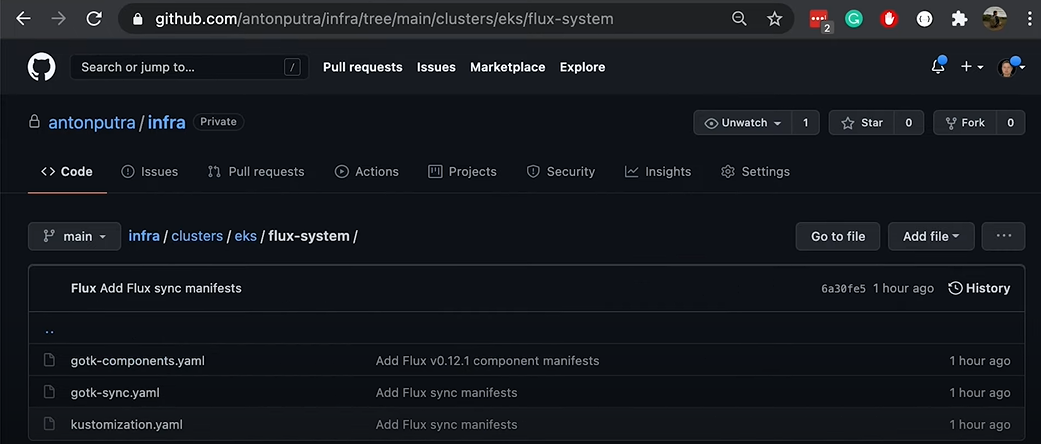 github.com/antonputra/infra/tree/main/clusters/eks/flux-system
2
Search or jump to... /
Pull requests Issues Marketplace Explore
antonputra / infra Private
Unwatch 1 Star 0 Fork 0
Code Issues Pull requests Actions Projects Security Insights Settings
main infra / clusters / eks / flux-system /
Go to file Add file ...
Flux Add Flux sync manifests 6a30fe5 1 hour ago History
..
gotk-components.yaml Add Flux v0.12.1 component manifests 1 hour ago
gotk-sync.yaml Add Flux sync manifests 1 hour ago
kustomization.yaml Add Flux sync manifests 1 hour ago